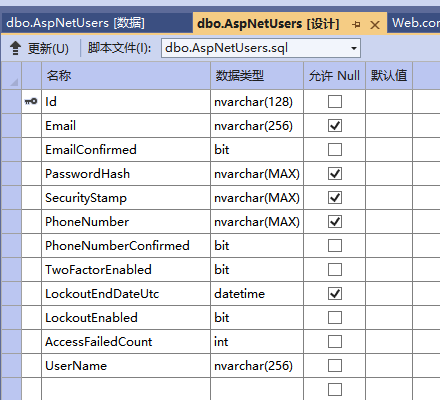 dbo.AspNetUsers [数据] dbo.AspNetUsers [设计] Web.con
更新(U) 脚本文件(I): dbo.AspNetUsers.sql
名称 数据类型 允许 Null 默认值
Id nvarchar(128)
Email nvarchar(256)
EmailConfirmed bit
PasswordHash nvarchar(MAX)
SecurityStamp nvarchar(MAX)
PhoneNumber nvarchar(MAX)
PhoneNumberConfirmed bit
TwoFactorEnabled bit
LockoutEndDateUtc datetime
LockoutEnabled bit
AccessFailedCount int
UserName nvarchar(256)